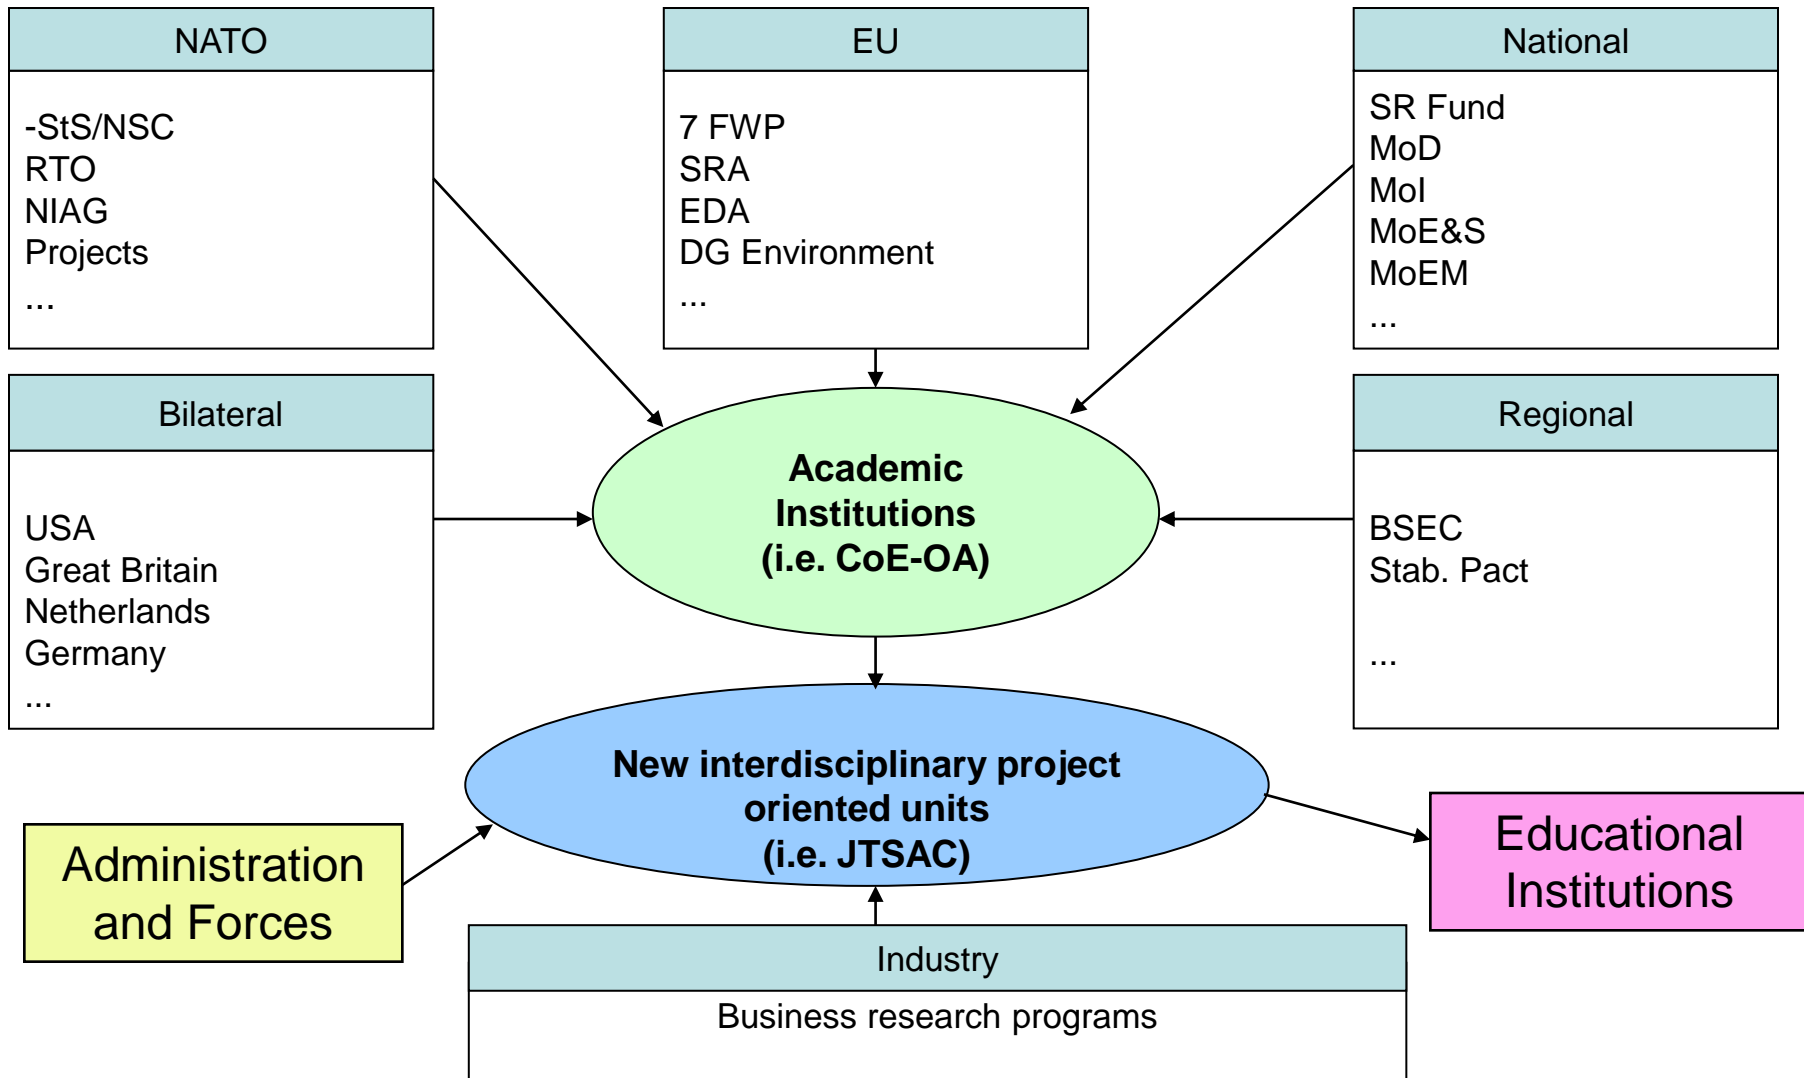 NATO
-StS/NSC
RTO
NIAG
Projects
...
EU
7 FWP
SRA
EDA
DG Environment
...
National
SR Fund
MoD
MoI
MoE&S
MoEM
...
Bilateral
USA
Great Britain
Netherlands
Germany
...
Academic
Institutions
(i.e. CoE-OA)
Regional
BSEC
Stab. Pact
...
New interdisciplinary project
oriented units
(i.e. JTSAC)
Administration
and Forces
Educational
Institutions
Industry
Business research programs